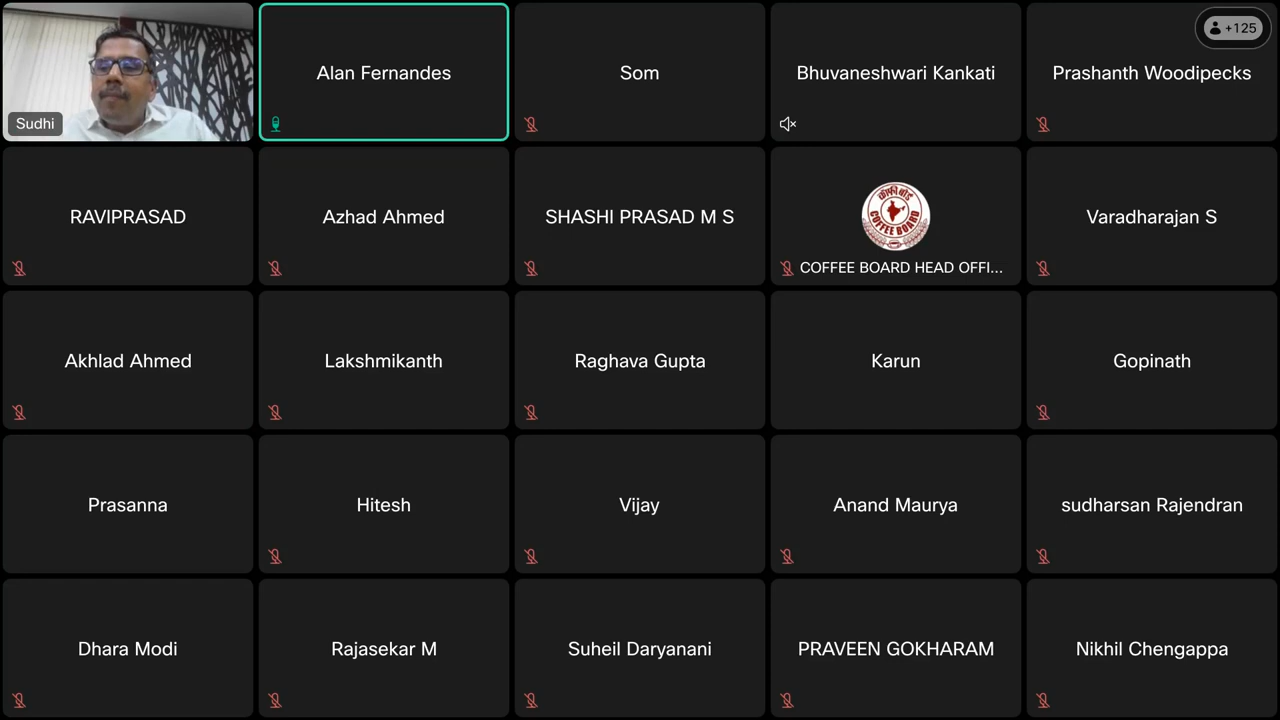 Sudhi
Alan Fernandes
Som
Bhuvaneshwari Kankati
Prashanth Woodipecks
+125
RAVIPRASAD
Azhad Ahmed
SHASHI PRASAD M S
कॉफी बोर्ड
COFFEE BOARD
COFFEE BOARD HEAD OFFI...
Varadharajan S
Akhlad Ahmed
Lakshmikanth
Raghava Gupta
Karun
Gopinath
Prasanna
Hitesh
Vijay
Anand Maurya
sudharsan Rajendran
Dhara Modi
Rajasekar M
Suheil Daryanani
PRAVEEN GOKHARAM
Nikhil Chengappa